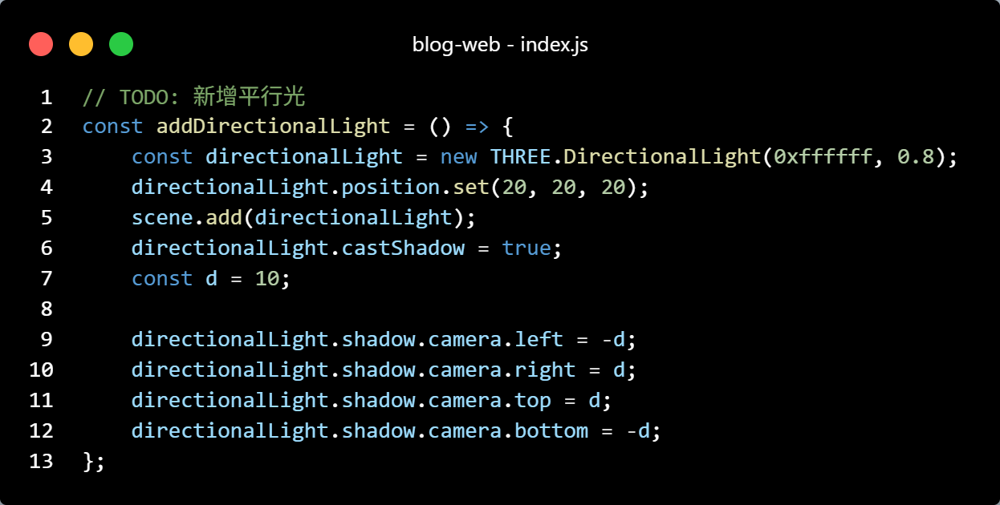 blog-web - index.js
1 // TODO: 新增平行光
2 const addDirectionalLight = () => {
3     const directionalLight = new THREE.DirectionalLight(0xffffff, 0.8);
4     directionalLight.position.set(20, 20, 20);
5     scene.add(directionalLight);
6     directionalLight.castShadow = true;
7     const d = 10;
8
9     directionalLight.shadow.camera.left = -d;
10     directionalLight.shadow.camera.right = d;
11     directionalLight.shadow.camera.top = d;
12     directionalLight.shadow.camera.bottom = -d;
13 };